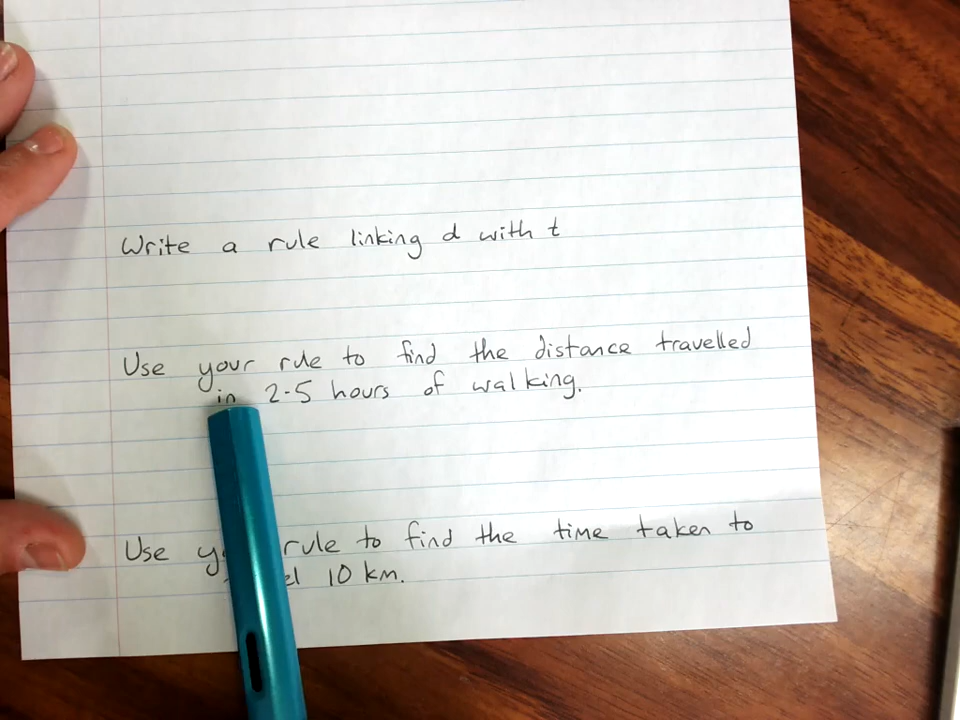 Write a rule linking d with t
Use your rule to find the distance travelled
in 2.5 hours of walking.
Use rule to find the time taken to
10 km.